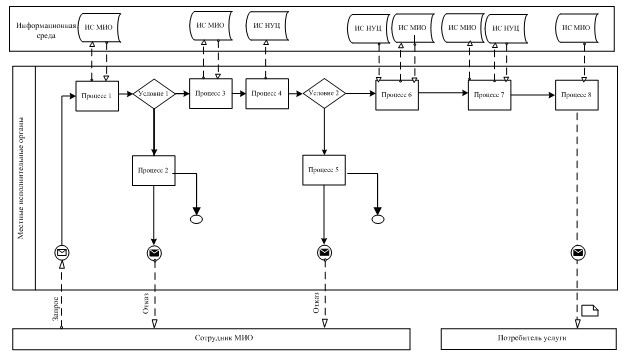 Информационная
среда
ИС МИО
ИС МИО
ИС НУЦ
ИС НУЦ
ИС МИО
ИС МИО
ИС НУЦ
ИС МИО
Местные исполнительные органы
Процесс 1
Условие 1
Процесс 3
Процесс 4
Условие 2
Процесс 6
Процесс 7
Процесс 8
Процесс 2
Процесс 5
Запрос
Отказ
Отказ
Сотрудник МИО
Потребитель услуги